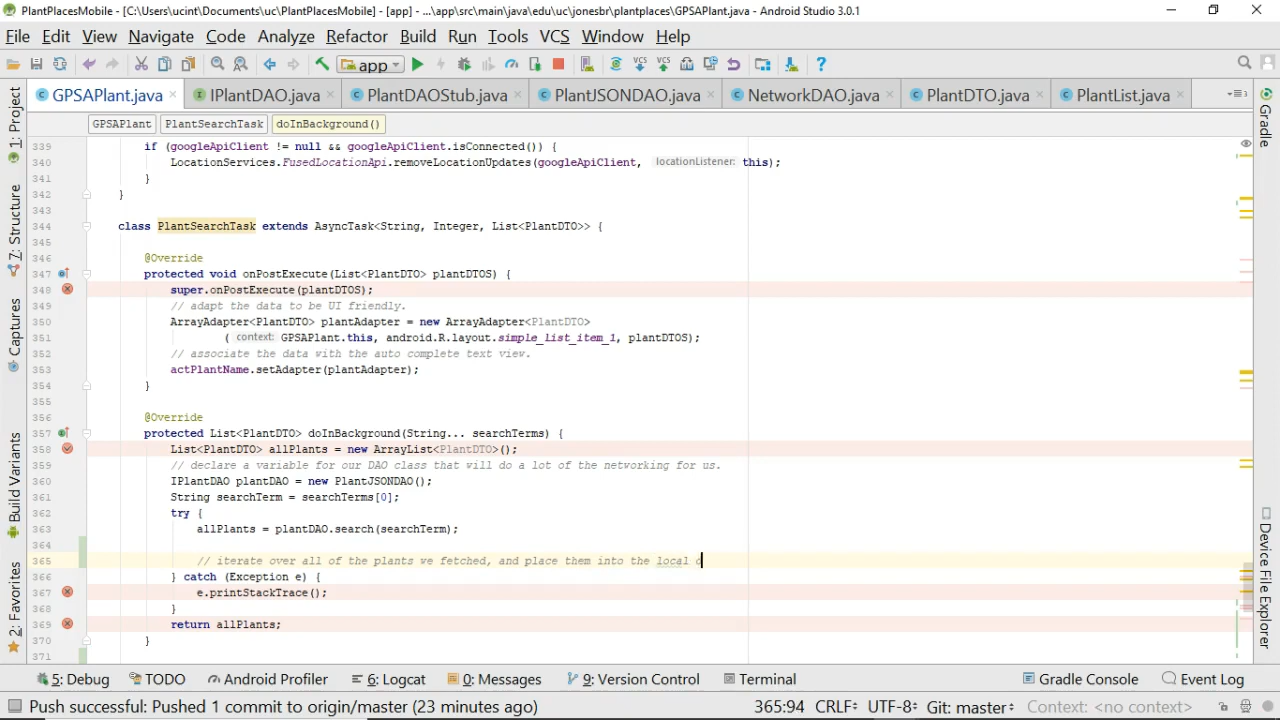 PlantPlacesMobile - [C:\Users\ucint\Documents\uc\PlantPlacesMobile] - [app] - ...\app\src\main\java\edu\uc\jonesbr\plantplaces\GPSAPlant.java - Android Studio 3.0.1
File Edit View Navigate Code Analyze Refactor Build Run Tools VCS Window Help
app
GPSAPlant.java IPlantDAO.java PlantDAOStub.java PlantJSONDAO.java NetworkDAO.java PlantDTO.java PlantList.java
GPSAPlant PlantSearchTask doInBackground()
339 if (googleApiClient != null && googleApiClient.isConnected()) {
340 LocationServices.FusedLocationApi.removeLocationUpdates(googleApiClient, locationListener: this);
341 }
342 }
343
344 class PlantSearchTask extends AsyncTask<String, Integer, List<PlantDTO>> {
345
346 @Override
347 protected void onPostExecute(List<PlantDTO> plantDTOS) {
348 super.onPostExecute(plantDTOS);
349 // adapt the data to be UI friendly.
350 ArrayAdapter<PlantDTO> plantAdapter = new ArrayAdapter<PlantDTO>
351 ( context: GPSAPlant.this, android.R.layout.simple_list_item_1, plantDTOS);
352 // associate the data with the auto complete text view.
353 actPlantName.setAdapter(plantAdapter);
354 }
355
356 @Override
357 protected List<PlantDTO> doInBackground(String... searchTerms) {
358 List<PlantDTO> allPlants = new ArrayList<PlantDTO>();
359 // declare a variable for our DAO class that will do a lot of the networking for us.
360 IPlantDAO plantDAO = new PlantJSONDAO();
361 String searchTerm = searchTerms[0];
362 try {
363 allPlants = plantDAO.search(searchTerm);
364
365 // iterate over all of the plants we fetched, and place them into the local d
366 } catch (Exception e) {
367 e.printStackTrace();
368 }
369 return allPlants;
370 }
371
1: Project
7: Structure
Captures
Build Variants
2: Favorites
Gradle
Device File Explorer
5: Debug TODO Android Profiler 6: Logcat 0: Messages 9: Version Control Terminal Gradle Console Event Log
Push successful: Pushed 1 commit to origin/master (23 minutes ago) 365:94 CRLF UTF-8 Git: master Context: <no context>